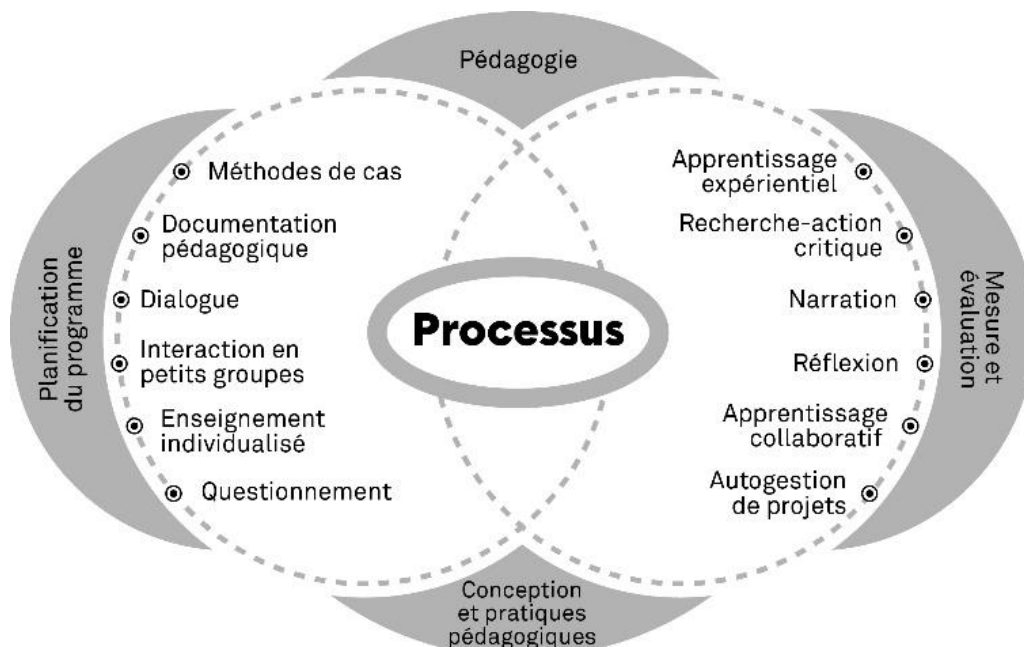 Pédagogie
Planification
du programme
Méthodes de cas
Documentation
pédagogique
Dialogue
Interaction en
petits groupes
Enseignement
individualisé
Questionnement
Processus
Apprentissage
expérientiel
Recherche-action
critique
Narration
Réflexion
Apprentissage
collaboratif
Autogestion
de projets
Mesure et
évaluation
Conception
et pratiques
pédagogiques